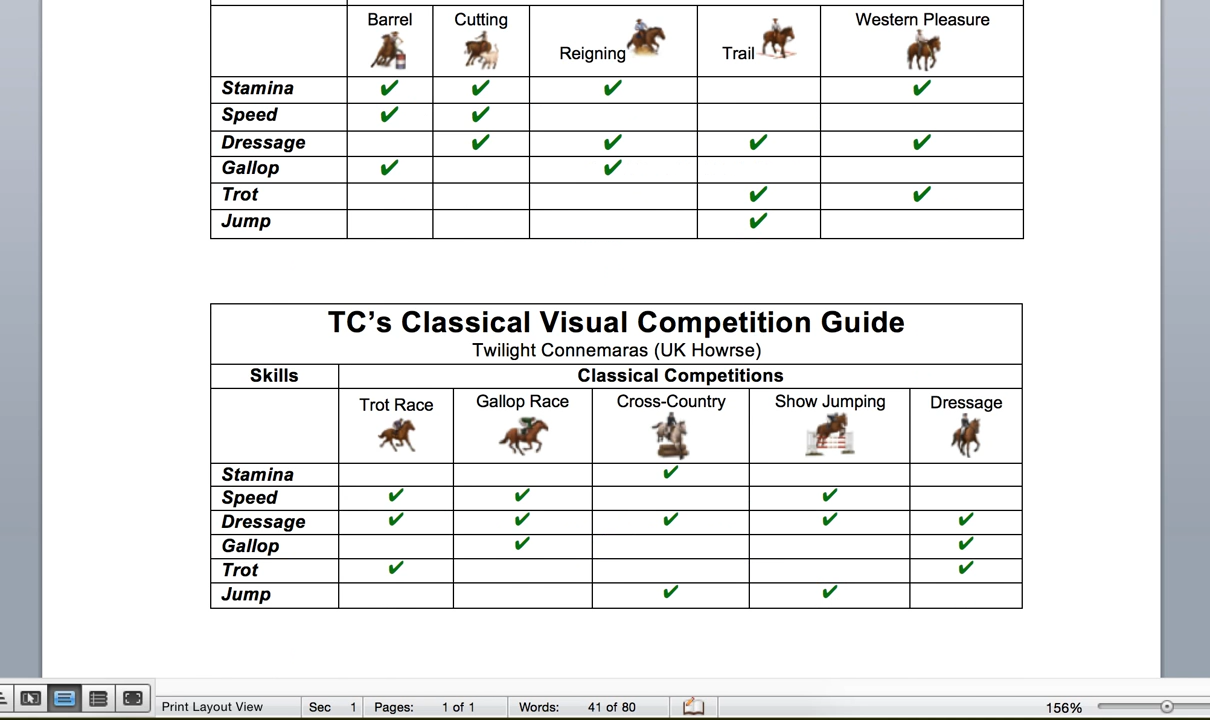 Barrel Cutting Reigning Trail Western Pleasure
Stamina ✔ ✔ ✔ ✔
Speed ✔ ✔
Dressage ✔ ✔ ✔ ✔
Gallop ✔ ✔
Trot ✔ ✔
Jump ✔
TC’s Classical Visual Competition Guide
Twilight Connemaras (UK Howrse)
Skills Classical Competitions
Trot Race Gallop Race Cross-Country Show Jumping Dressage
Stamina ✔
Speed ✔ ✔ ✔
Dressage ✔ ✔ ✔ ✔ ✔
Gallop ✔ ✔
Trot ✔ ✔
Jump ✔ ✔
Print Layout View Sec 1 Pages: 1 of 1 Words: 41 of 80 156%